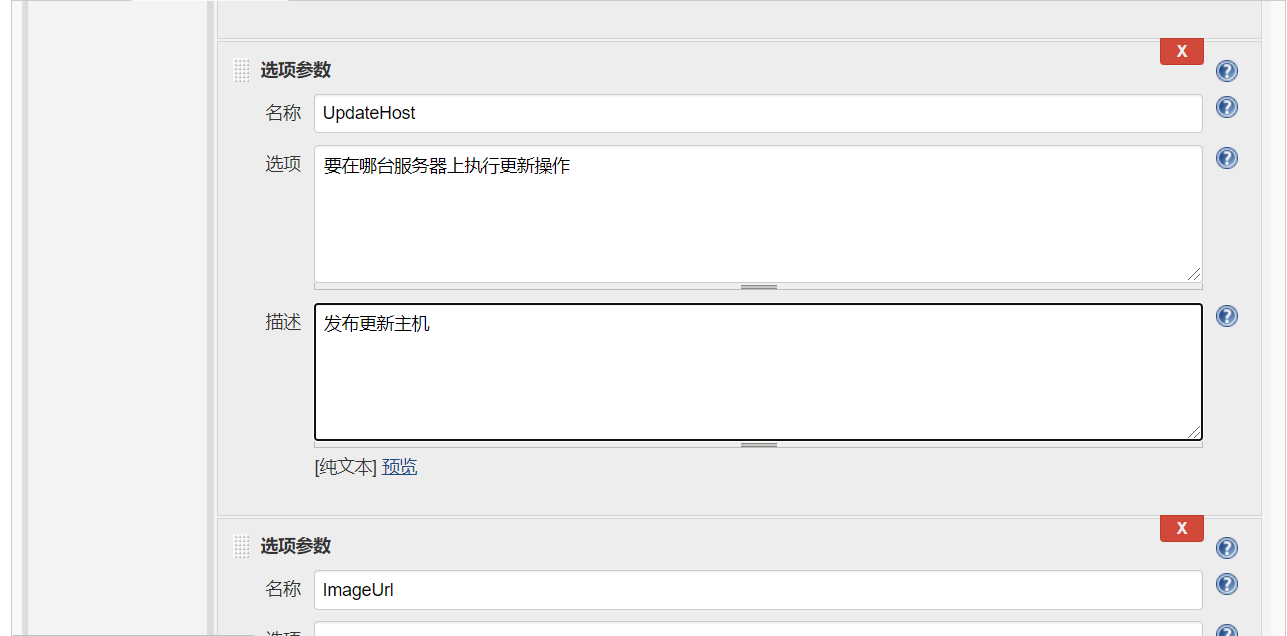 X
选项参数
?
名称 UpdateHost ?
选项 要在哪台服务器上执行更新操作 ?
描述 发布更新主机 ?
[纯文本] 预览
X
选项参数
?
名称 ImageUrl ?
选项 ?